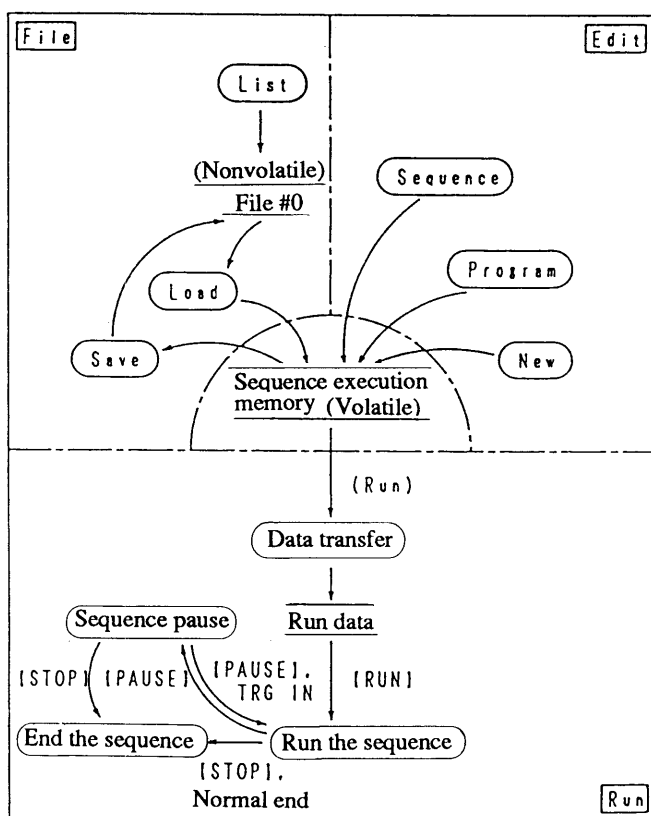 File
Edit
List
(Nonvolatile)
File #0
Sequence
Program
Load
Save
New
Sequence execution
memory (Volatile)
(Run)
Data transfer
Run data
Sequence pause
[STOP]
[PAUSE]
[PAUSE],
TRG IN
[RUN]
End the sequence
Run the sequence
[STOP],
Normal end
Run